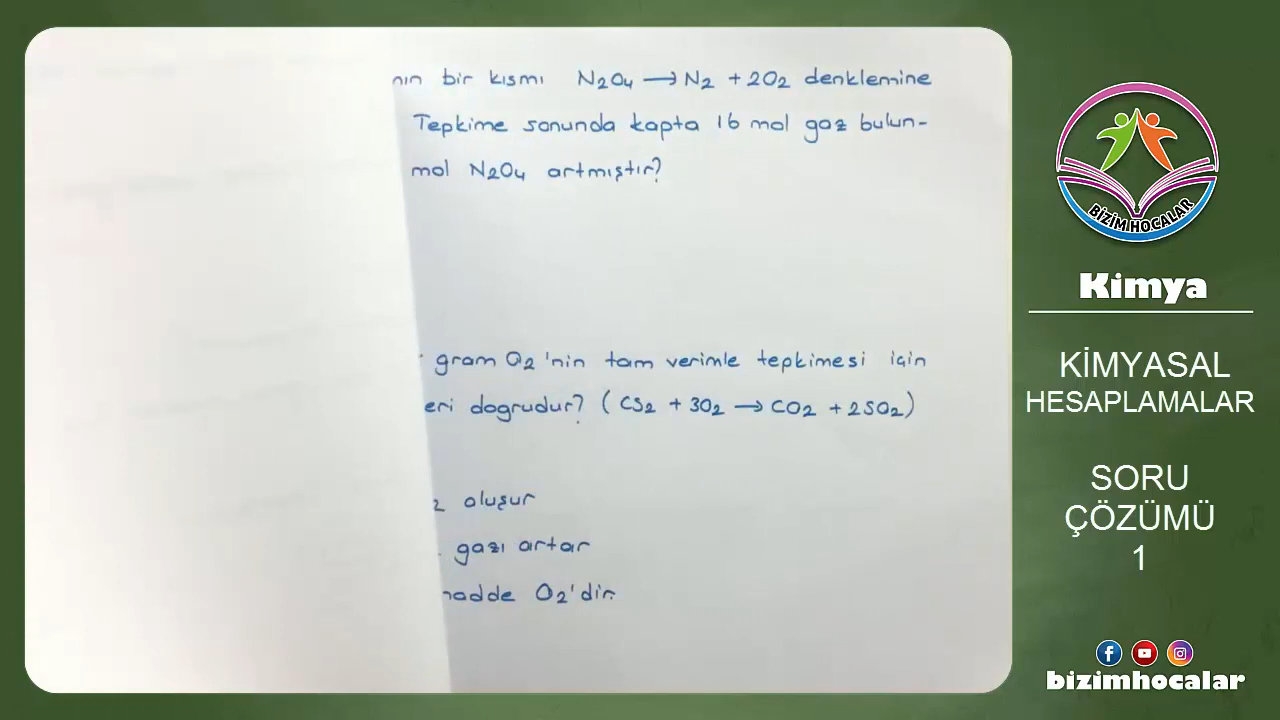 nın bir kısmı N₂O₄ → N₂ + 2O₂ denklemine
Tepkime sonunda kapta 16 mol gaz bulun-
mol N₂O₄ artmıştır?
gram O₂'nin tam verimle tepkimesi için
eri doğrudur? (CS₂ + 3O₂ → CO₂ + 2SO₂)
2 oluşur
gazı artar
adde O₂'dir.
BİZİM HOCALAR
Kimya
KİMYASAL
HESAPLAMALAR
SORU
ÇÖZÜMÜ
1
bizimhocalar